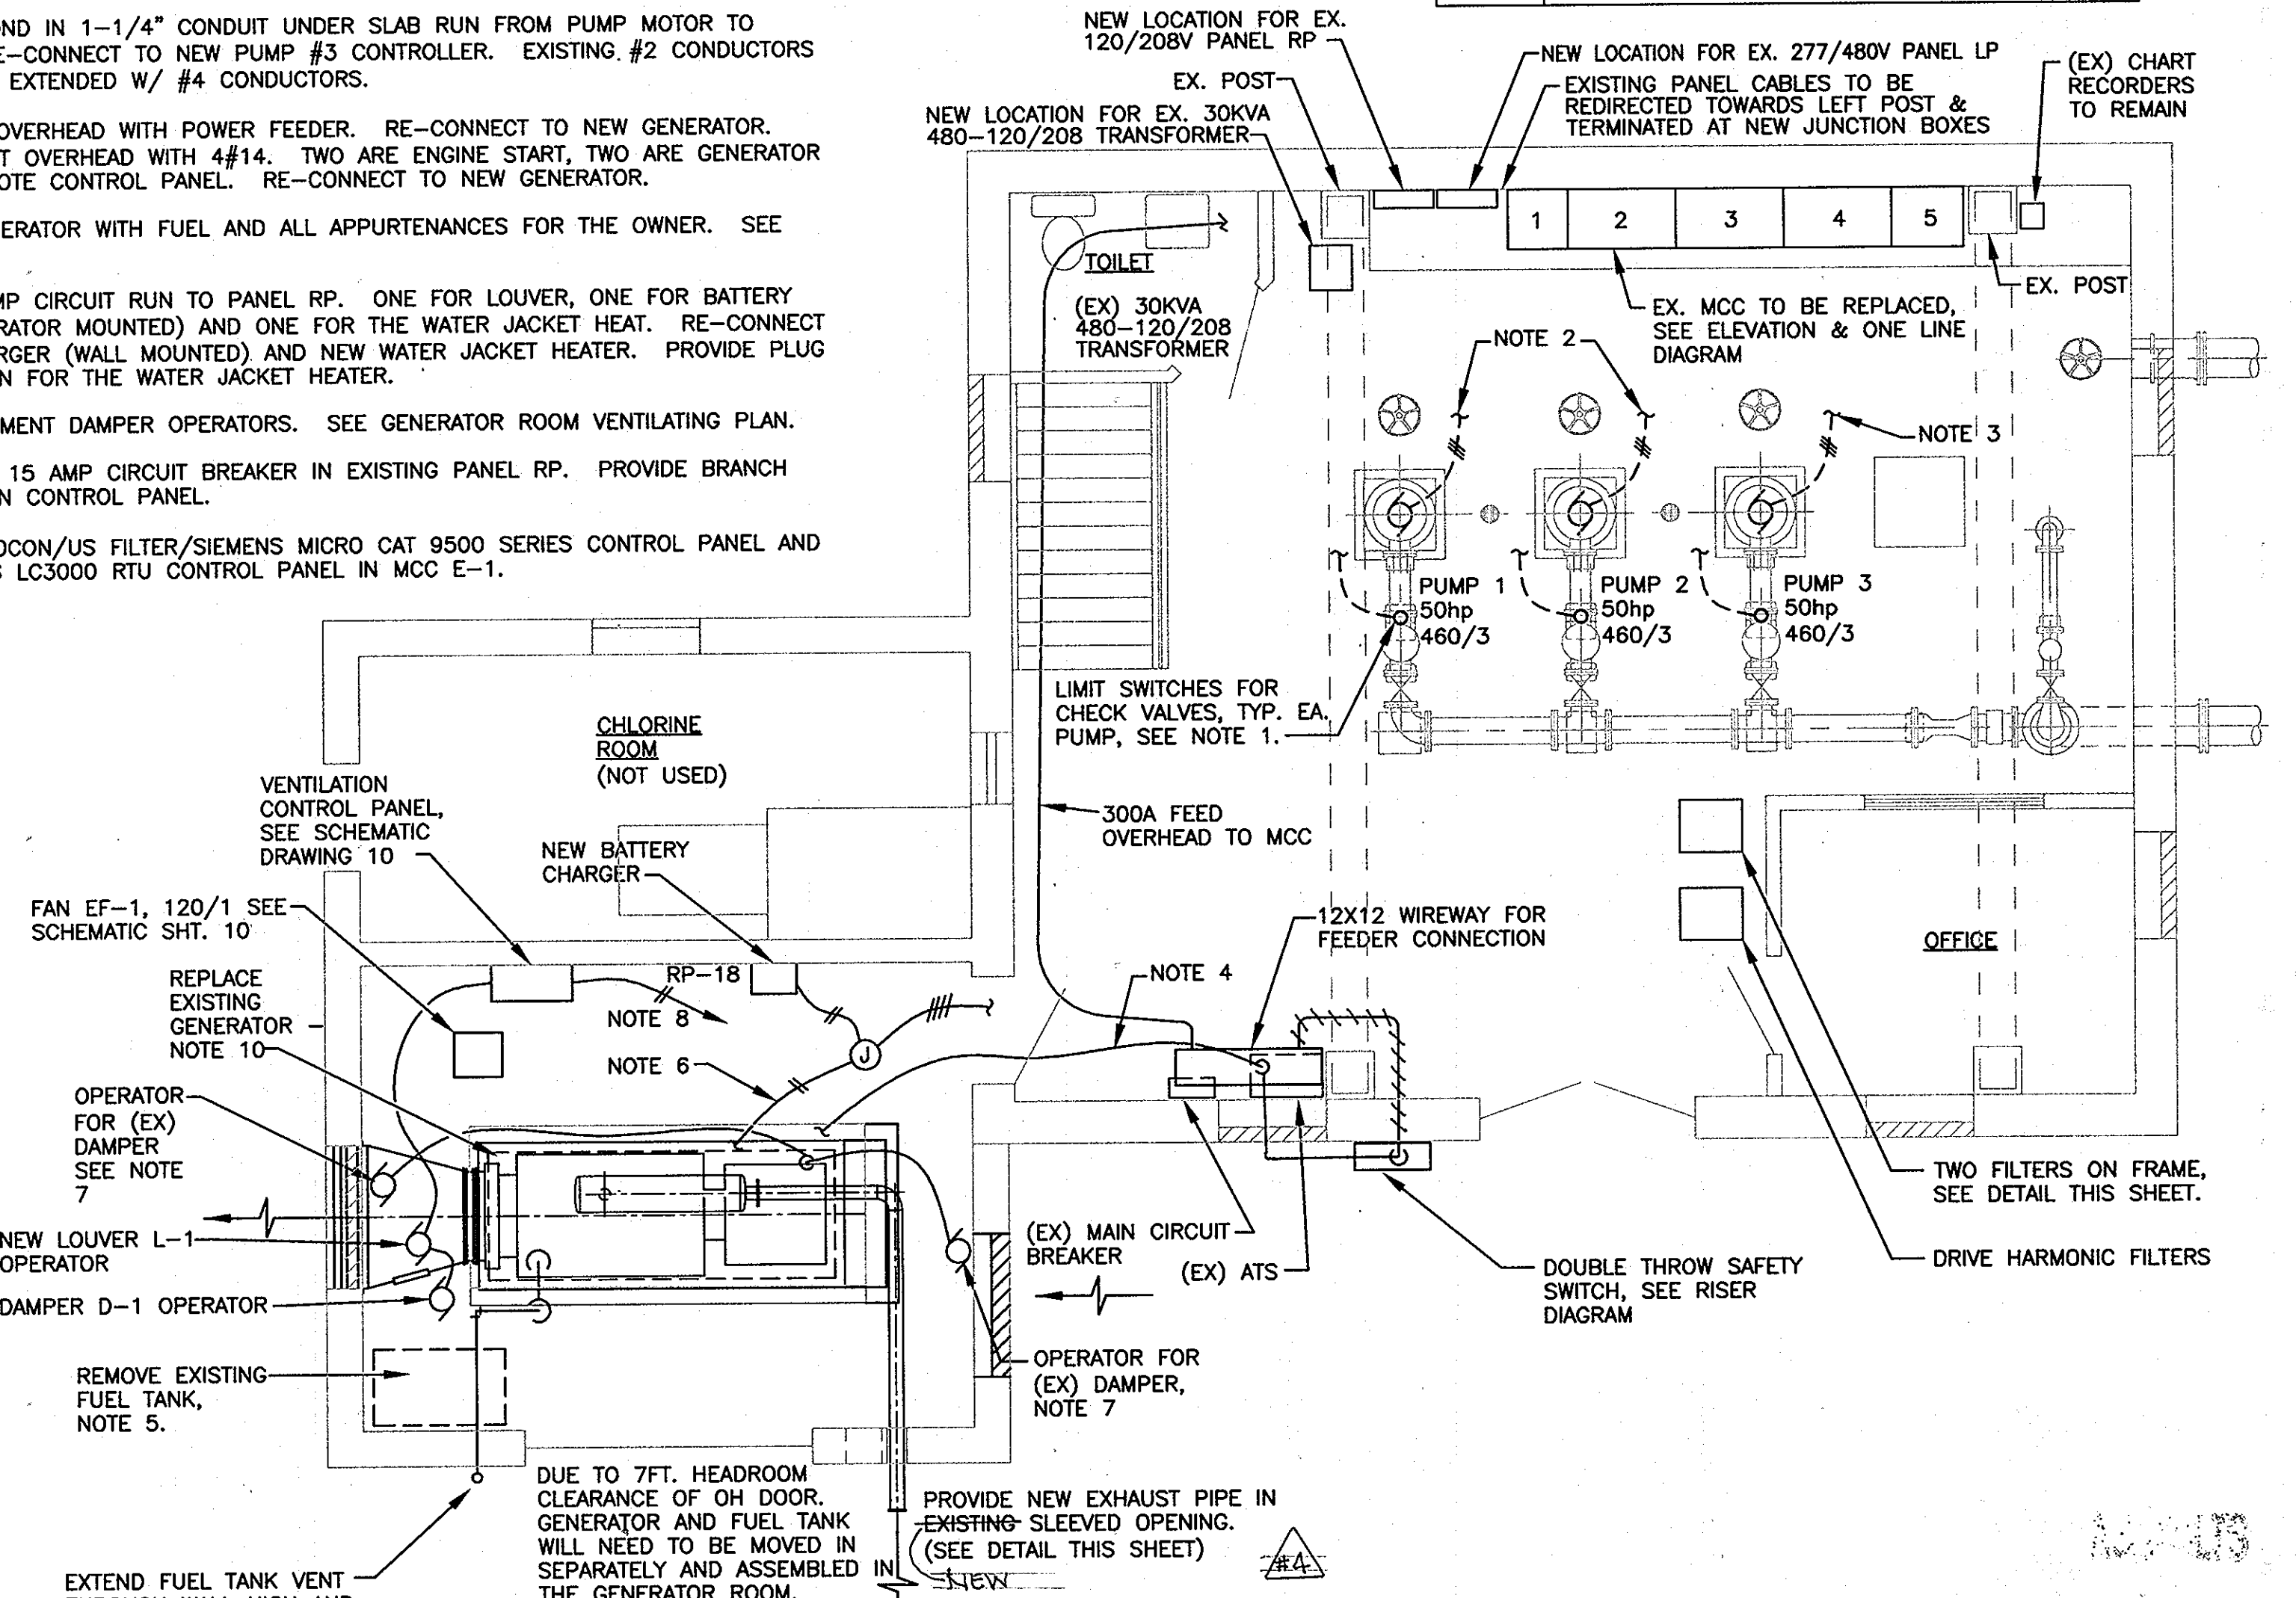 OND IN 1-1/4" CONDUIT UNDER SLAB RUN FROM PUMP MOTOR TO
E-CONNECT TO NEW PUMP #3 CONTROLLER. EXISTING #2 CONDUCTORS
EXTENDED W/ #4 CONDUCTORS.
OVERHEAD WITH POWER FEEDER. RE-CONNECT TO NEW GENERATOR.
T OVERHEAD WITH 4#14. TWO ARE ENGINE START, TWO ARE GENERATOR
OTE CONTROL PANEL. RE-CONNECT TO NEW GENERATOR.
ERATOR WITH FUEL AND ALL APPURTENANCES FOR THE OWNER. SEE
MP CIRCUIT RUN TO PANEL RP. ONE FOR LOUVER, ONE FOR BATTERY
RATOR MOUNTED) AND ONE FOR THE WATER JACKET HEAT. RE-CONNECT
RGER (WALL MOUNTED) AND NEW WATER JACKET HEATER. PROVIDE PLUG
N FOR THE WATER JACKET HEATER.
MENT DAMPER OPERATORS. SEE GENERATOR ROOM VENTILATING PLAN.
15 AMP CIRCUIT BREAKER IN EXISTING PANEL RP. PROVIDE BRANCH
N CONTROL PANEL.
OCON/US FILTER/SIEMENS MICRO CAT 9500 SERIES CONTROL PANEL AND
S LC3000 RTU CONTROL PANEL IN MCC E-1.
NEW LOCATION FOR EX.
120/208V PANEL RP
EX. POST
NEW LOCATION FOR EX. 30KVA
480-120/208 TRANSFORMER
NEW LOCATION FOR EX. 277/480V PANEL LP
EXISTING PANEL CABLES TO BE
REDIRECTED TOWARDS LEFT POST &
TERMINATED AT NEW JUNCTION BOXES
(EX) CHART
RECORDERS
TO REMAIN
1 2 3 4 5
TOILET
(EX) 30KVA
480-120/208
TRANSFORMER
EX. POST
EX. MCC TO BE REPLACED,
SEE ELEVATION & ONE LINE
DIAGRAM
NOTE 2
NOTE 3
PUMP 1
50hp
460/3
PUMP 2
50hp
460/3
PUMP 3
50hp
460/3
LIMIT SWITCHES FOR
CHECK VALVES, TYP. EA.
PUMP, SEE NOTE 1.
CHLORINE
ROOM
(NOT USED)
VENTILATION
CONTROL PANEL,
SEE SCHEMATIC
DRAWING 10
300A FEED
OVERHEAD TO MCC
NEW BATTERY
CHARGER
FAN EF-1, 120/1 SEE
SCHEMATIC SHT. 10
12X12 WIREWAY FOR
FEEDER CONNECTION
OFFICE
REPLACE
EXISTING
GENERATOR
NOTE 10
RP-18
NOTE 8
NOTE 4
J
NOTE 6
OPERATOR
FOR (EX)
DAMPER
SEE NOTE
7
TWO FILTERS ON FRAME,
SEE DETAIL THIS SHEET.
NEW LOUVER L-1
OPERATOR
(EX) MAIN CIRCUIT
BREAKER
(EX) ATS
DOUBLE THROW SAFETY
SWITCH, SEE RISER
DIAGRAM
DRIVE HARMONIC FILTERS
DAMPER D-1 OPERATOR
REMOVE EXISTING
FUEL TANK,
NOTE 5.
OPERATOR FOR
(EX) DAMPER,
NOTE 7
DUE TO 7FT. HEADROOM
CLEARANCE OF OH DOOR.
GENERATOR AND FUEL TANK
WILL NEED TO BE MOVED IN
SEPARATELY AND ASSEMBLED IN
THE GENERATOR ROOM.
PROVIDE NEW EXHAUST PIPE IN
EXISTING SLEEVED OPENING.
(SEE DETAIL THIS SHEET)
NEW
#4
EXTEND FUEL TANK VENT